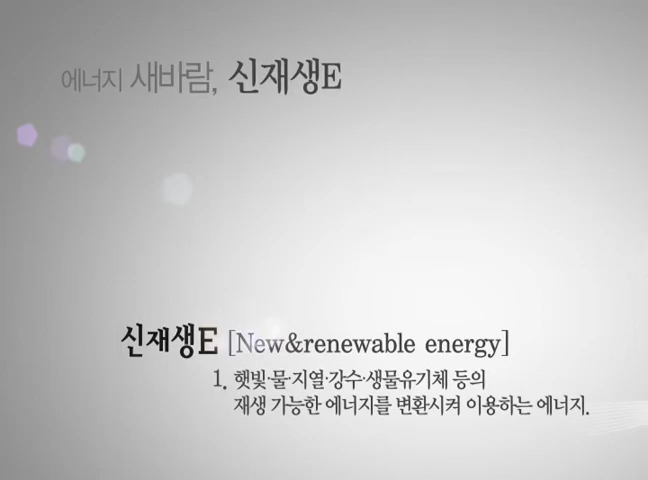 에너지 새바람, 신재생E
신재생E [New&renewable energy]
1. 햇빛·물·지열·강수·생물유기체 등의
재생 가능한 에너지를 변환시켜 이용하는 에너지.